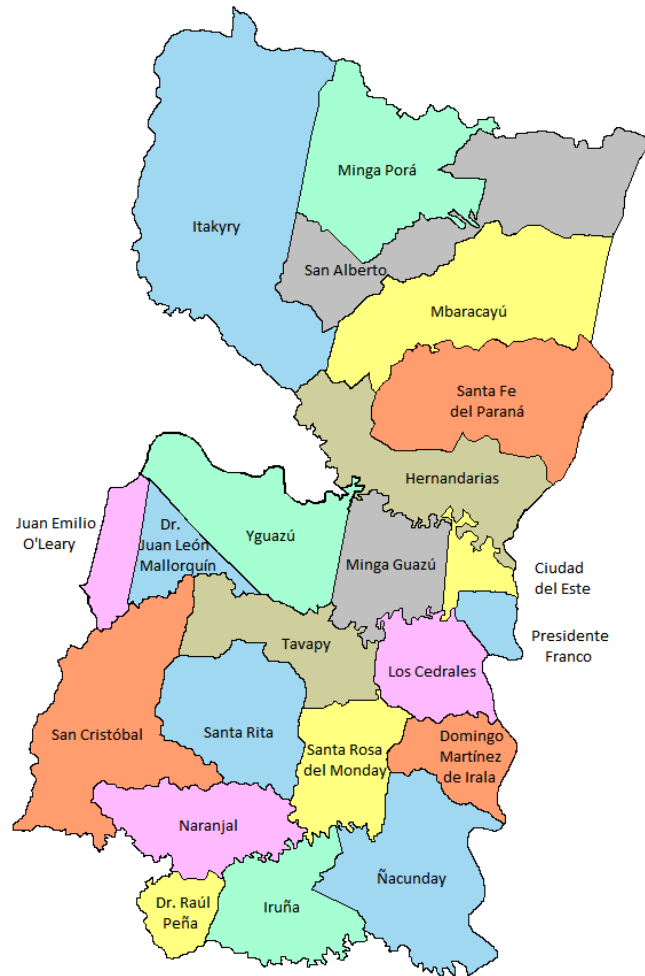 Minga Porá
Itakyry
San Alberto
Mbaracayú
Santa Fe
del Paraná
Hernandarias
Juan Emilio
O'Leary
Dr.
Juan León
Mallorquín
Yguazú
Minga Guazú
Ciudad
del Este
Presidente
Franco
Tavapy
Los Cedrales
San Cristóbal
Santa Rita
Santa Rosa
del Monday
Domingo
Martínez
de Irala
Naranjal
Ñacunday
Dr. Raúl
Peña
Iruña